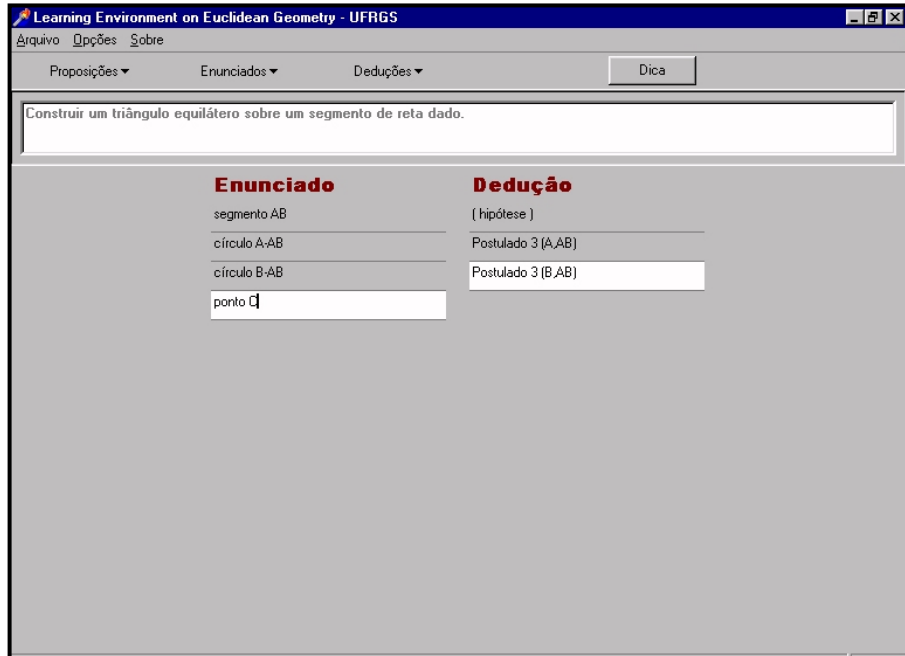 Learning Environment on Euclidean Geometry - UFRGS
Arquivo Opções Sobre
Proposições Enunciados Deduções Dica
Construir um triângulo equilátero sobre um segmento de reta dado.
Enunciado Dedução
segmento AB ( hipótese )
círculo A-AB Postulado 3 (A,AB)
círculo B-AB Postulado 3 (B,AB)
ponto C